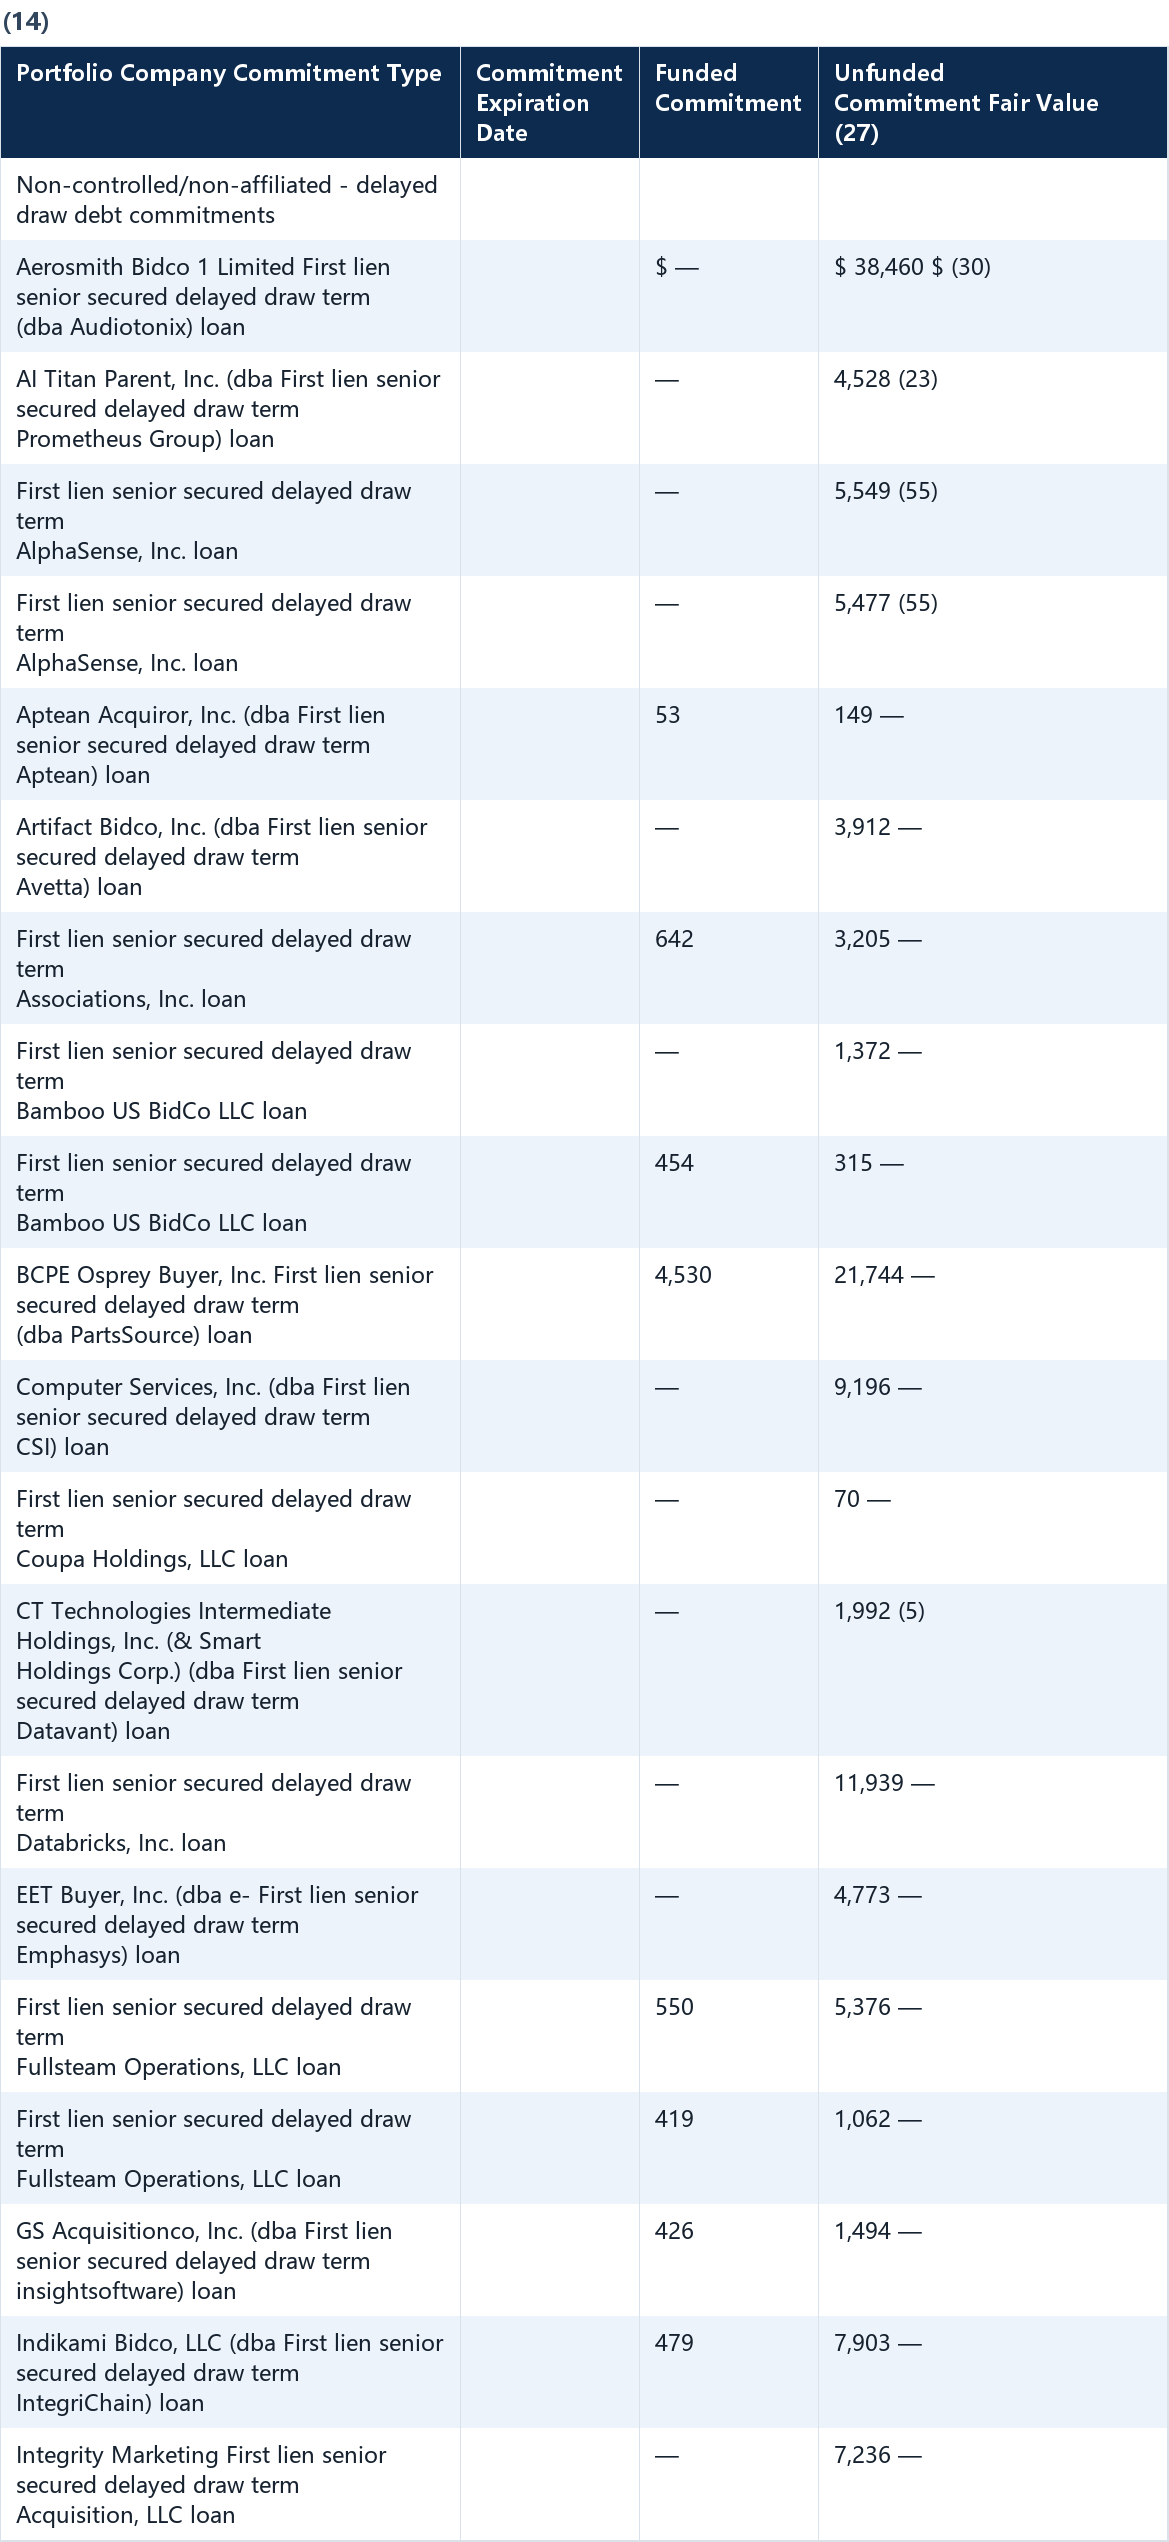 (14)
Portfolio Company Commitment Type
Commitment
Expiration
Date
Funded
Commitment
Unfunded
Commitment Fair Value
(27)
Non-controlled/non-affiliated - delayed
draw debt commitments
Aerosmith Bidco 1 Limited First lien
senior secured delayed draw term
(dba Audiotonix) loan
$ —
$ 38,460 $ (30)
AI Titan Parent, Inc. (dba First lien senior
secured delayed draw term
Prometheus Group) loan
—
4,528 (23)
First lien senior secured delayed draw
term
AlphaSense, Inc. loan
—
5,549 (55)
First lien senior secured delayed draw
term
AlphaSense, Inc. loan
—
5,477 (55)
Aptean Acquiror, Inc. (dba First lien
senior secured delayed draw term
Aptean) loan
53
149 —
Artifact Bidco, Inc. (dba First lien senior
secured delayed draw term
Avetta) loan
—
3,912 —
First lien senior secured delayed draw
term
Associations, Inc. loan
642
3,205 —
First lien senior secured delayed draw
term
Bamboo US BidCo LLC loan
—
1,372 —
First lien senior secured delayed draw
term
Bamboo US BidCo LLC loan
454
315 —
BCPE Osprey Buyer, Inc. First lien senior
secured delayed draw term
(dba PartsSource) loan
4,530
21,744 —
Computer Services, Inc. (dba First lien
senior secured delayed draw term
CSI) loan
—
9,196 —
First lien senior secured delayed draw
term
Coupa Holdings, LLC loan
—
70 —
CT Technologies Intermediate
Holdings, Inc. (& Smart
Holdings Corp.) (dba First lien senior
secured delayed draw term
Datavant) loan
—
1,992 (5)
First lien senior secured delayed draw
term
Databricks, Inc. loan
—
11,939 —
EET Buyer, Inc. (dba e- First lien senior
secured delayed draw term
Emphasys) loan
—
4,773 —
First lien senior secured delayed draw
term
Fullsteam Operations, LLC loan
550
5,376 —
First lien senior secured delayed draw
term
Fullsteam Operations, LLC loan
419
1,062 —
GS Acquisitionco, Inc. (dba First lien
senior secured delayed draw term
insightsoftware) loan
426
1,494 —
Indikami Bidco, LLC (dba First lien senior
secured delayed draw term
IntegriChain) loan
479
7,903 —
Integrity Marketing First lien senior
secured delayed draw term
Acquisition, LLC loan
—
7,236 —